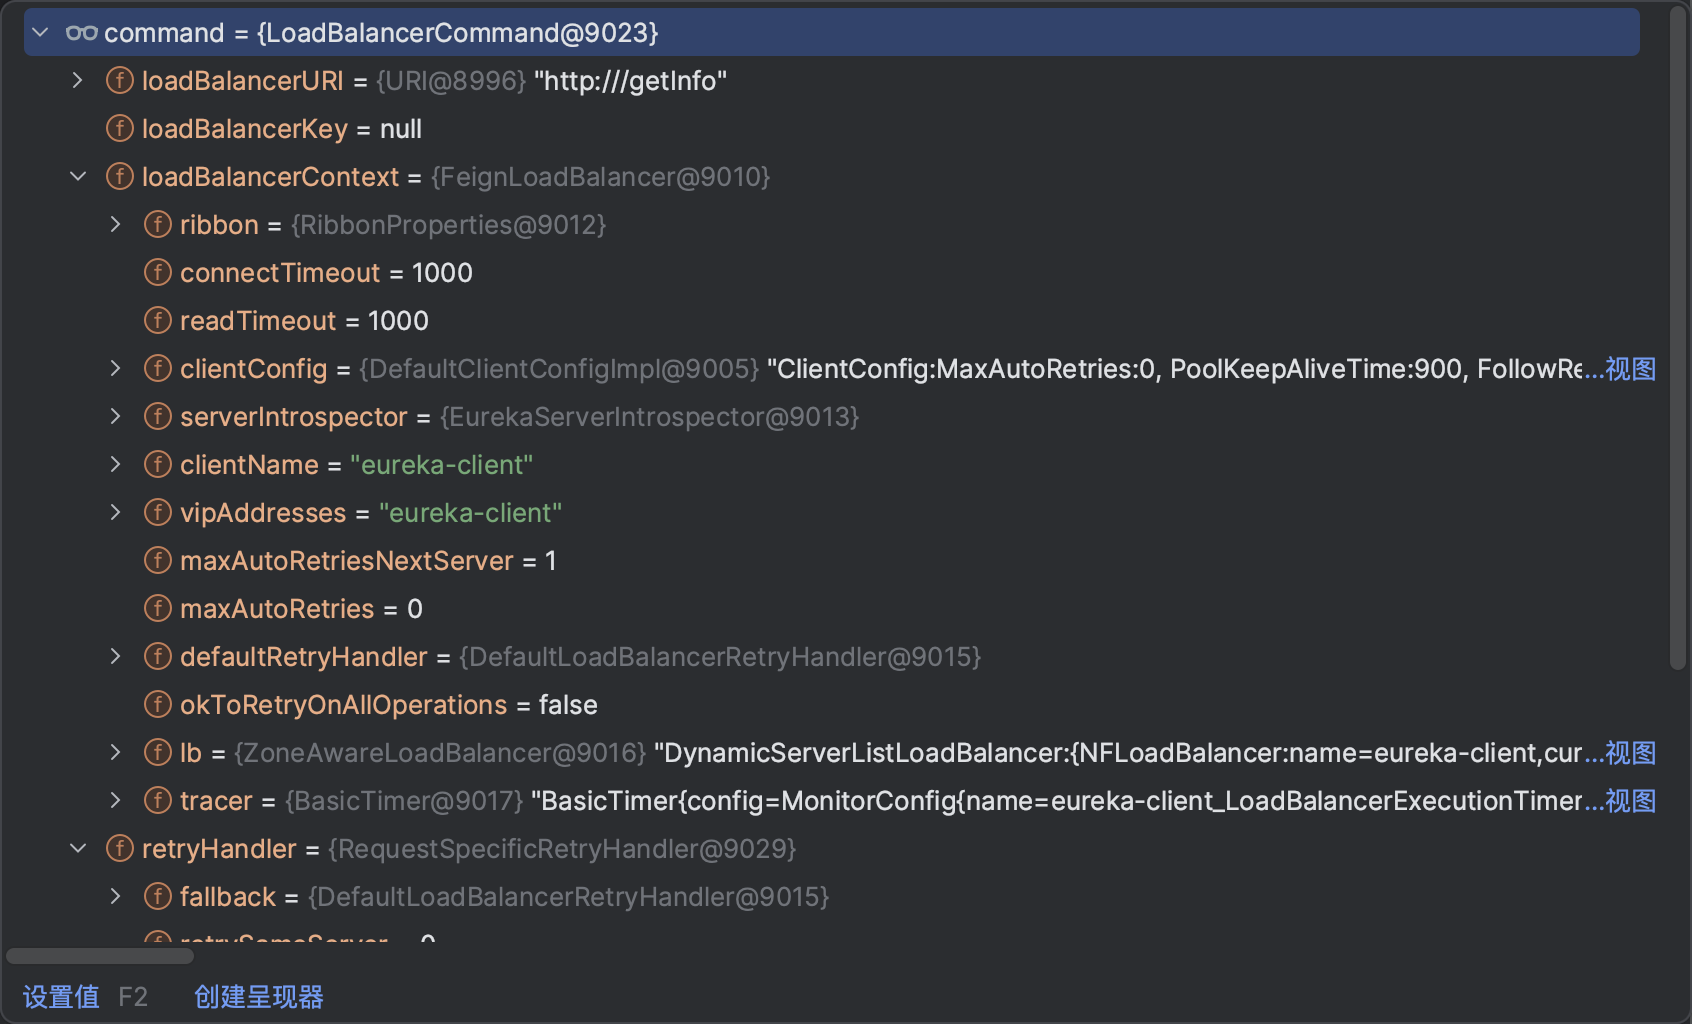 command = {LoadBalancerCommand@9023}
loadBalancerURI = {URI@8996} "http:///getInfo"
loadBalancerKey = null
loadBalancerContext = {FeignLoadBalancer@9010}
ribbon = {RibbonProperties@9012}
connectTimeout = 1000
readTimeout = 1000
clientConfig = {DefaultClientConfigImpl@9005} "ClientConfig:MaxAutoRetries:0, PoolKeepAliveTime:900, FollowRe...视图
serverIntrospector = {EurekaServerIntrospector@9013}
clientName = "eureka-client"
vipAddresses = "eureka-client"
maxAutoRetriesNextServer = 1
maxAutoRetries = 0
defaultRetryHandler = {DefaultLoadBalancerRetryHandler@9015}
okToRetryOnAllOperations = false
lb = {ZoneAwareLoadBalancer@9016} "DynamicServerListLoadBalancer:{NFLoadBalancer:name=eureka-client,cur...视图
tracer = {BasicTimer@9017} "BasicTimer{config=MonitorConfig{name=eureka-client_LoadBalancerExecutionTimer...视图
retryHandler = {RequestSpecificRetryHandler@9029}
fallback = {DefaultLoadBalancerRetryHandler@9015}
retrySameServer = 0
设置值 F2 创建呈现器